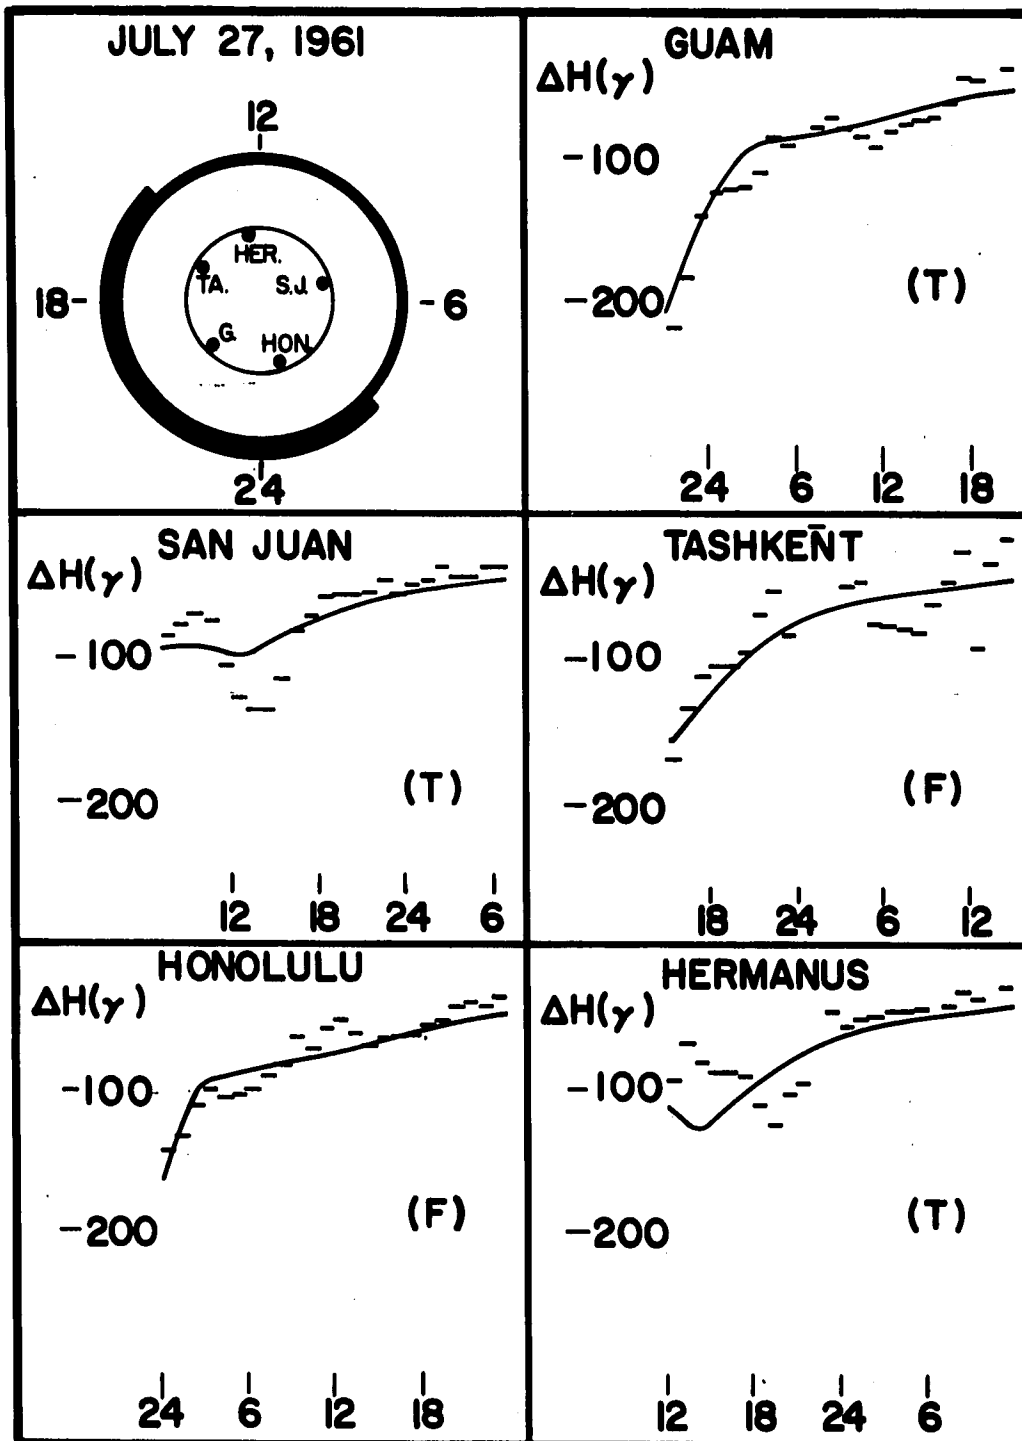 JULY 27, 1961
12
HER.
TA.
S.J.
18-
-6
G.
HON.
24
GUAM
ΔH(γ)
-100
-200
(T)
24 6 12 18
SAN JUAN
ΔH(γ)
-100
-200
(T)
12 18 24 6
TASHKENT
ΔH(γ)
-100
-200
(F)
18 24 6 12
HONOLULU
ΔH(γ)
-100
-200
(F)
24 6 12 18
HERMANUS
ΔH(γ)
-100
-200
(T)
12 18 24 6